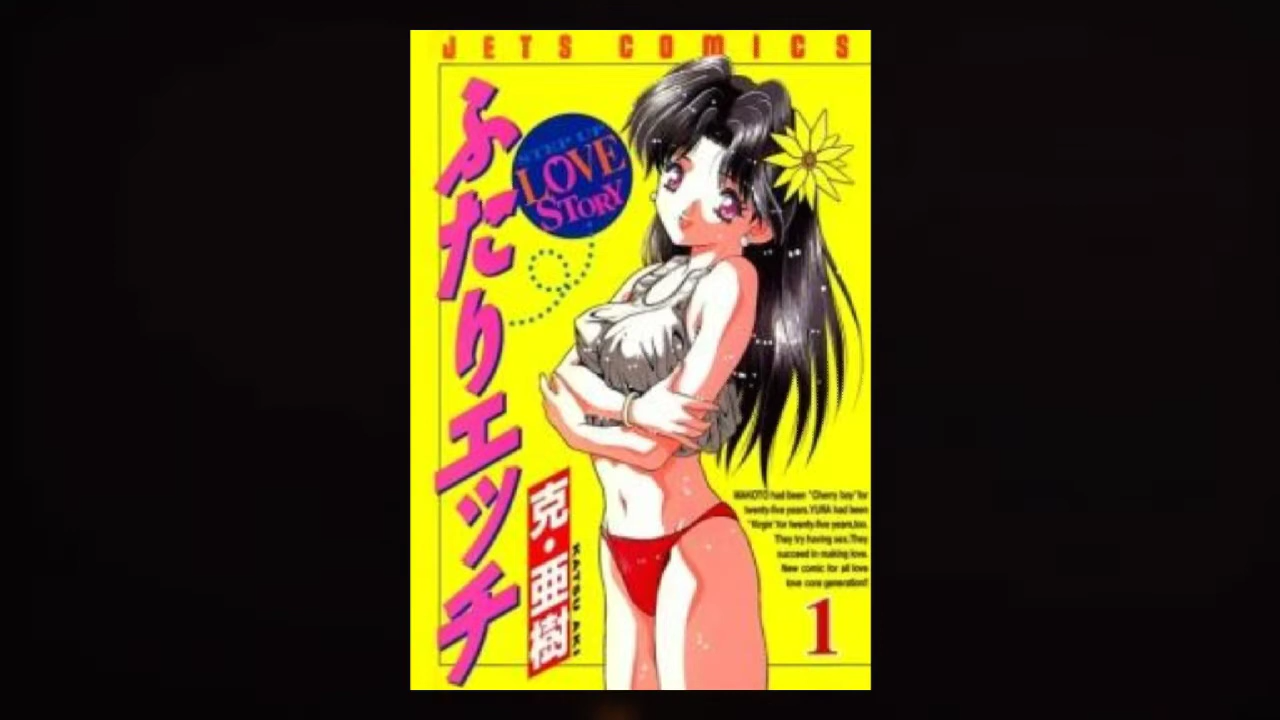 JETS COMICS
ふたりエッチ
STEP UP
LOVE
STORY
克・亜樹
KATSU AKI
MAKOTO had been "Cherry boy" for
twenty-five years. YURA had been
"Virgin" for twenty-five years, too.
They try having sex. They
succeed in making love.
New comic for all love
love core generation!!
1